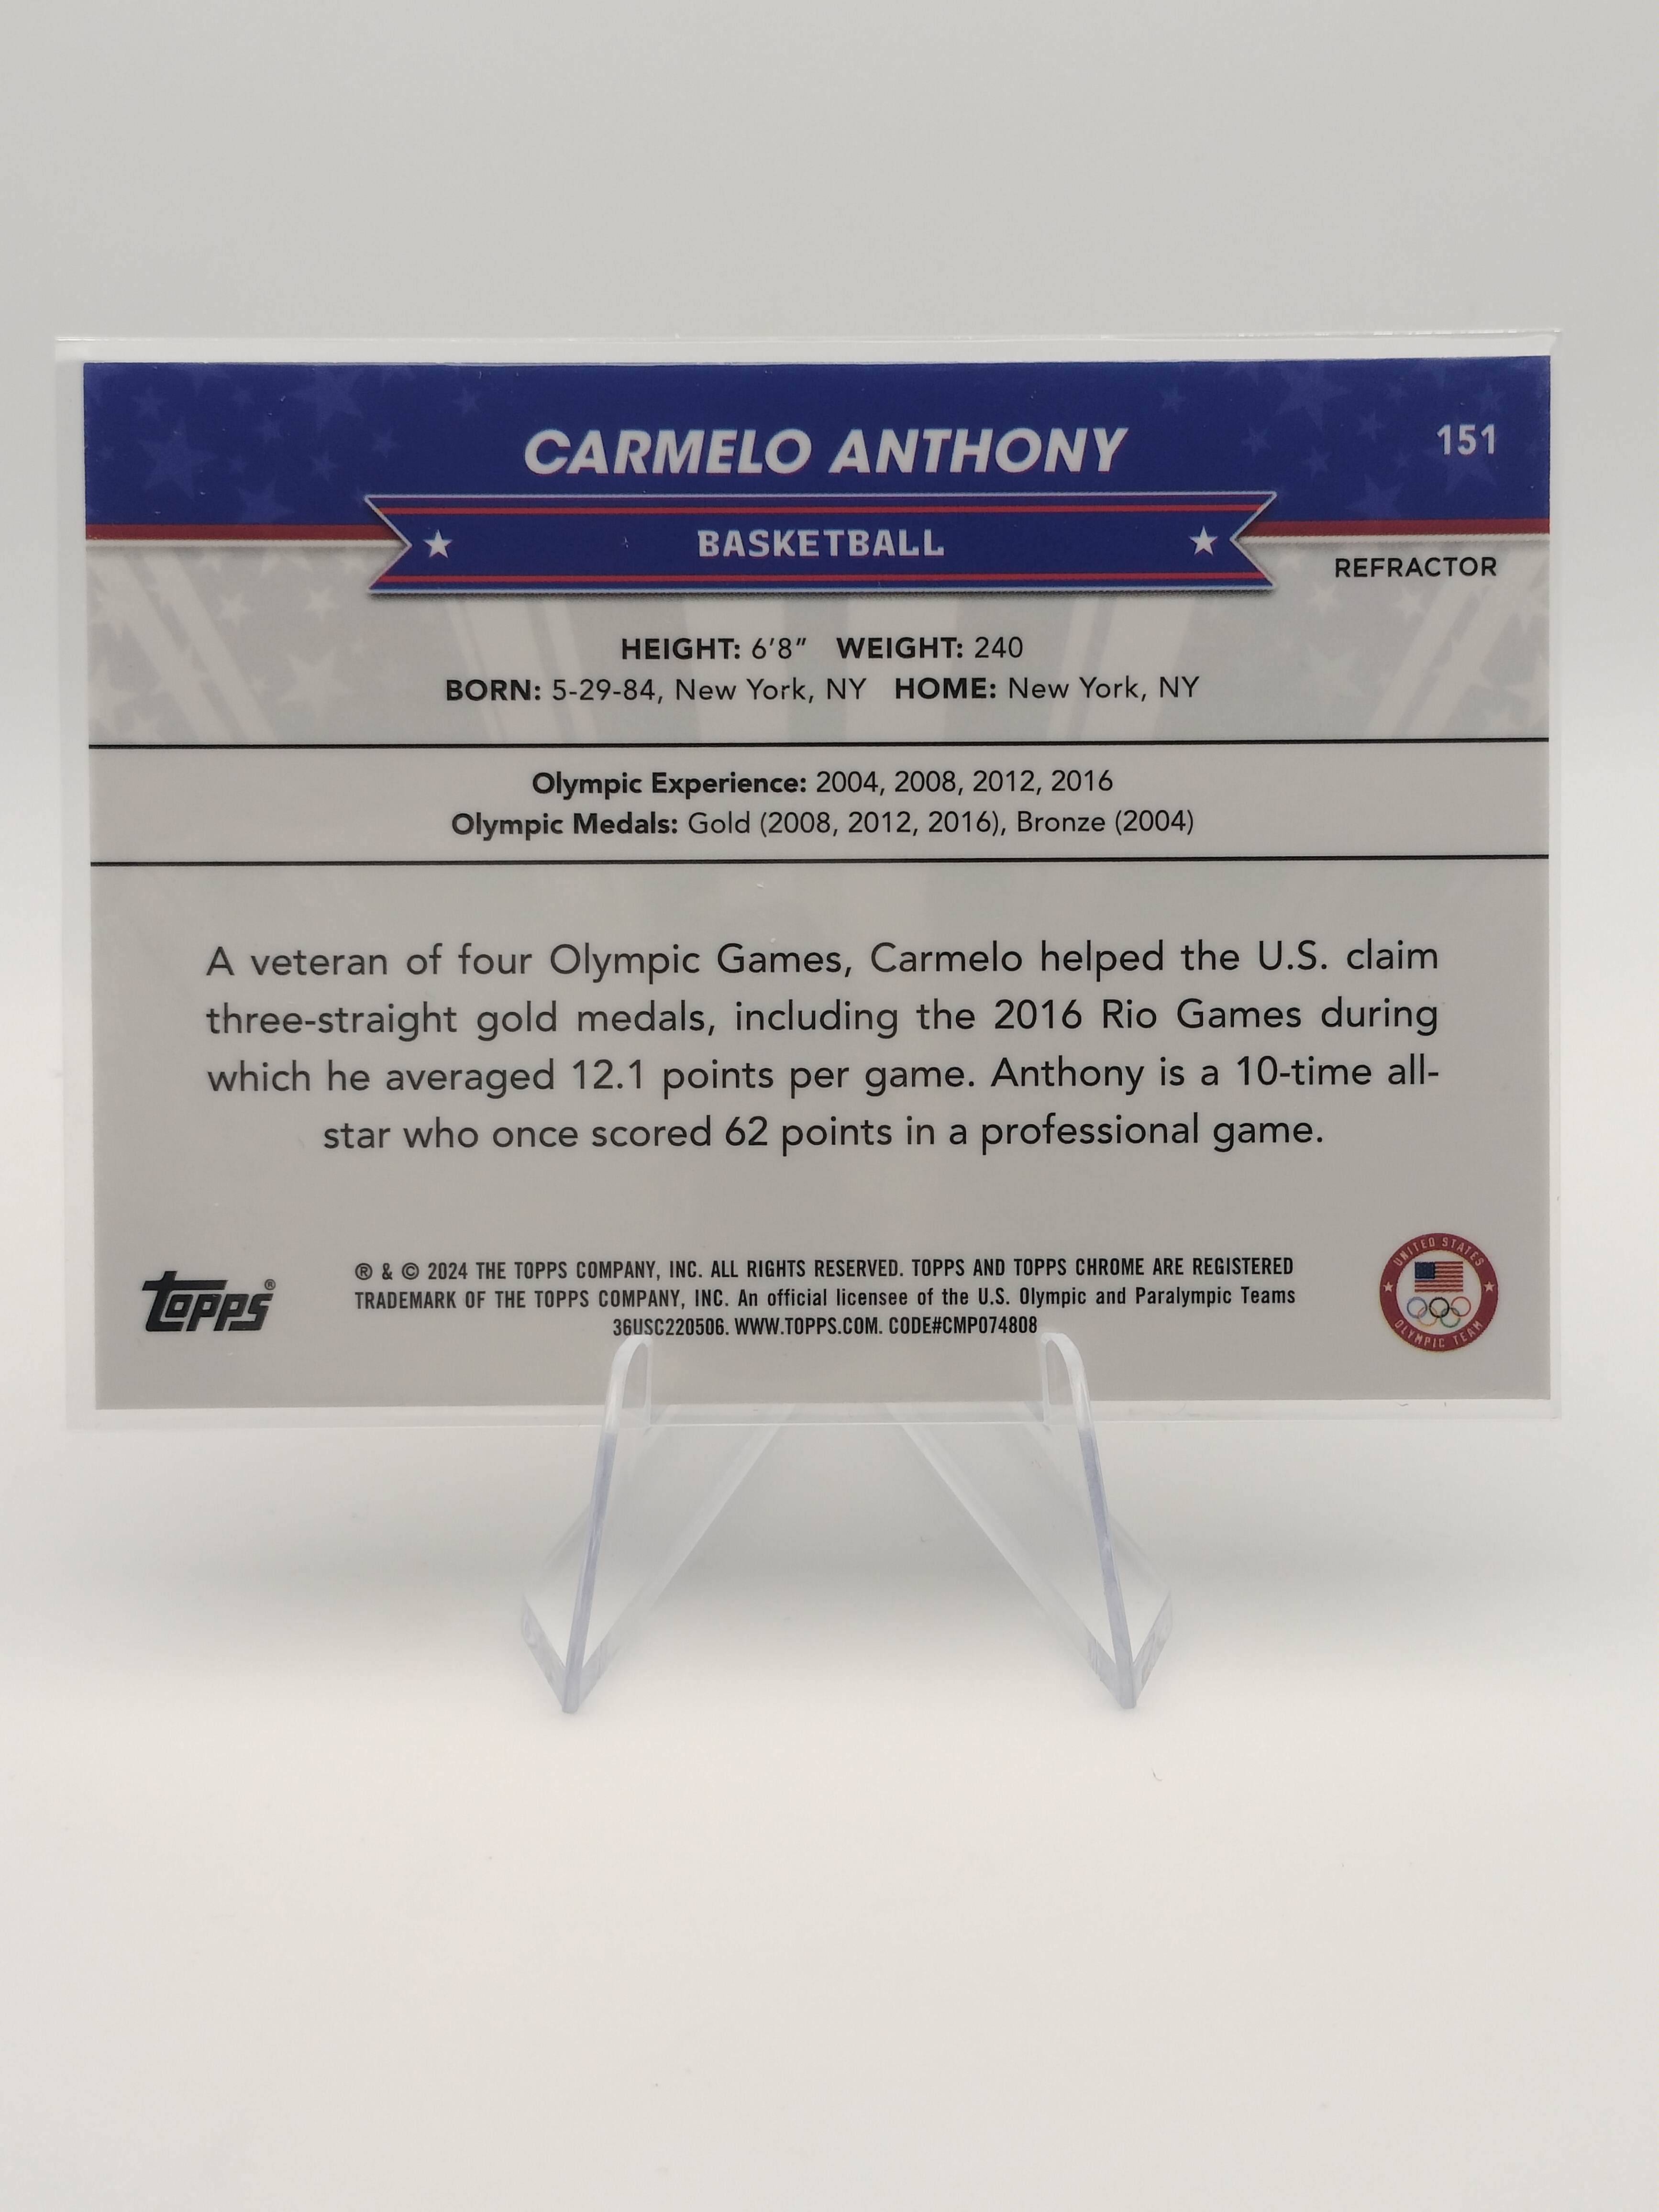 CARMELO ANTHONY
151
BASKETBALL
REFRACTOR
HEIGHT: 6'8" WEIGHT: 240
BORN: 5-29-84, New York, NY HOME: New York, NY
Olympic Experience: 2004, 2008, 2012, 2016
Olympic Medals: Gold (2008, 2012, 2016), Bronze (2004)
A veteran of four Olympic Games, Carmelo helped the U.S. claim
three-straight gold medals, including the 2016 Rio Games during
which he averaged 12.1 points per game. Anthony is a 10-time all-
star who once scored 62 points in a professional game.
Topps®
® & © 2024 THE TOPPS COMPANY, INC. ALL RIGHTS RESERVED. TOPPS AND TOPPS CHROME ARE REGISTERED
TRADEMARK OF THE TOPPS COMPANY, INC. An official licensee of the U.S. Olympic and Paralympic Teams
36USC220506. WWW.TOPPS.COM. CODE#CMP074808
UNITED STATES
OLYMPIC TEAM